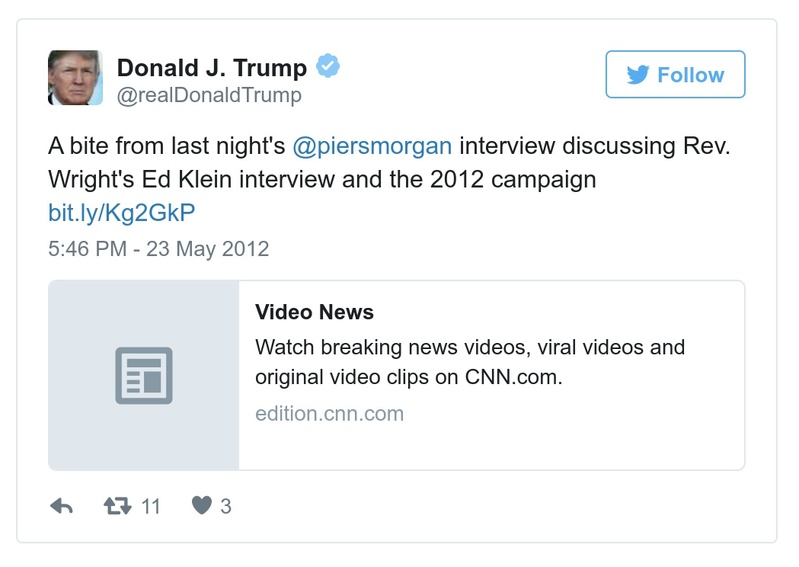 Donald J. Trump
@realDonaldTrump
Follow
A bite from last night's @piersmorgan interview discussing Rev.
Wright's Ed Klein interview and the 2012 campaign
bit.ly/Kg2GkP
5:46 PM - 23 May 2012
Video News
Watch breaking news videos, viral videos and
original video clips on CNN.com.
edition.cnn.com
11 3